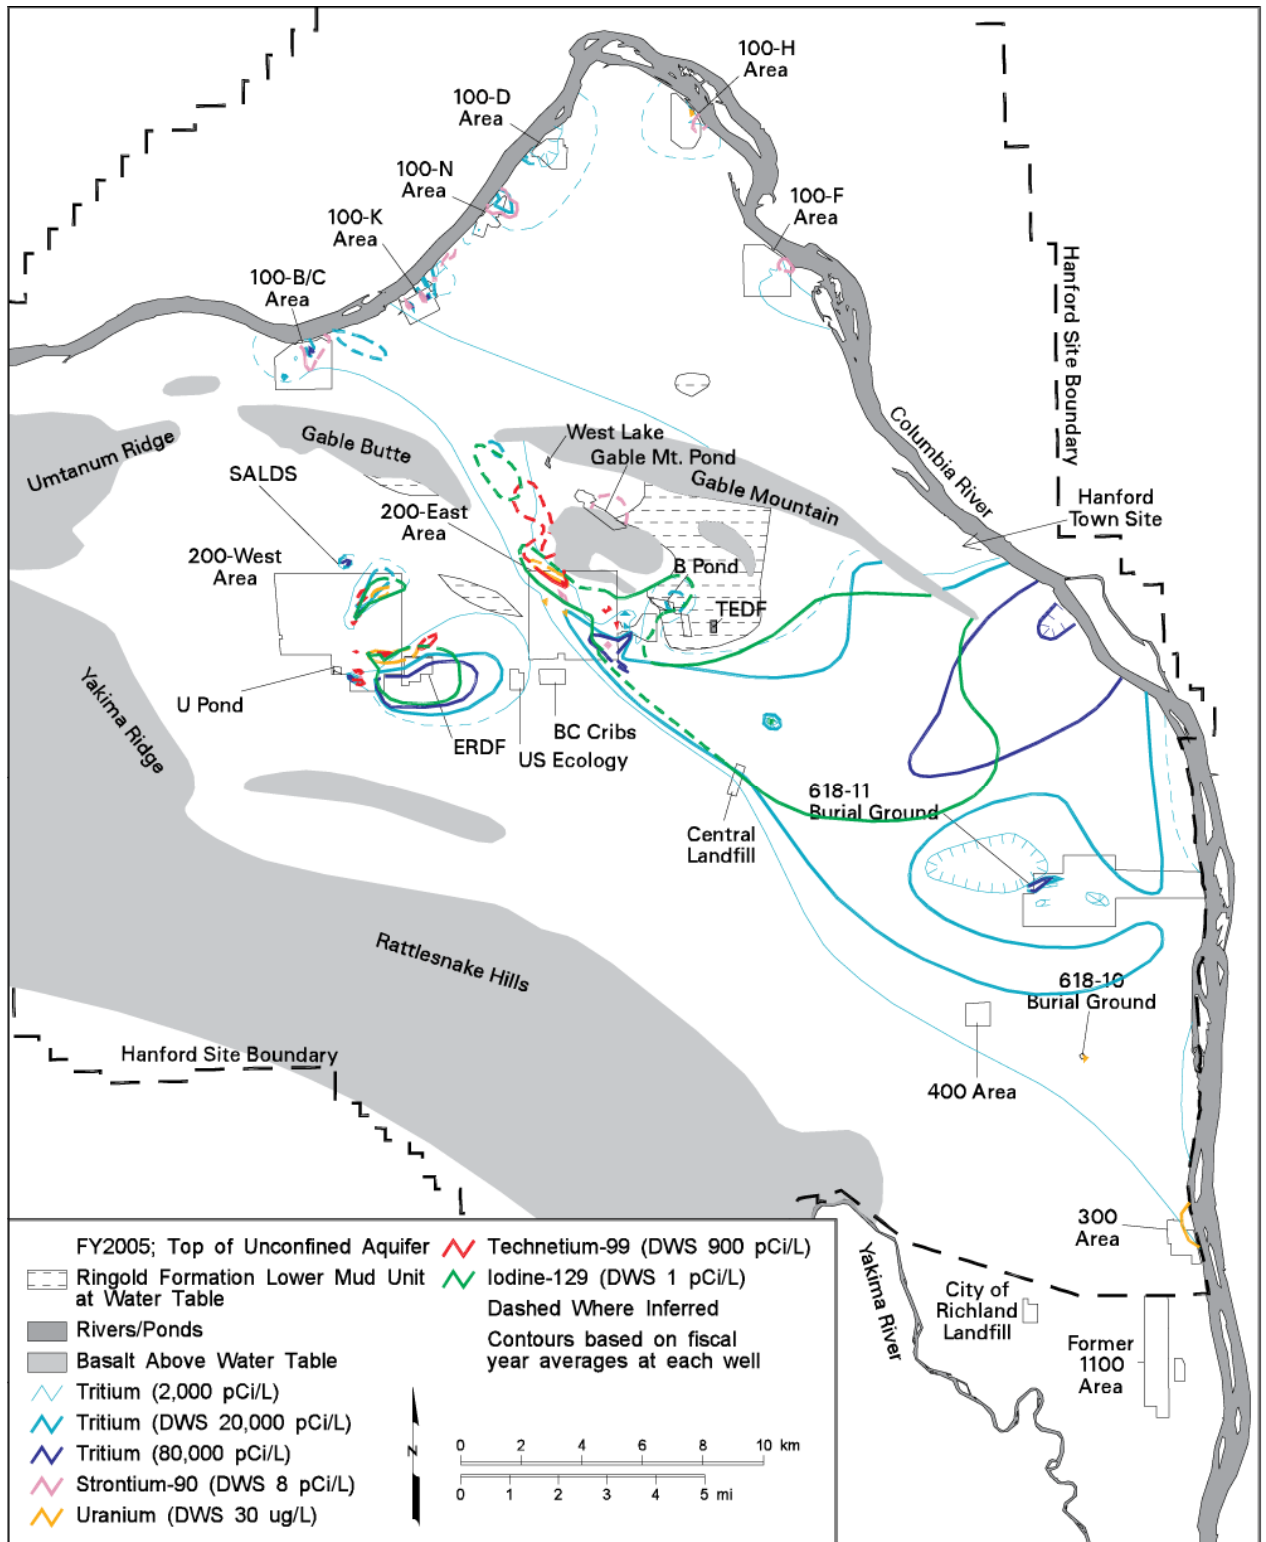 100-H
Area
100-D
Area
100-N
Area
100-F
Area
100-K
Area
100-B/C
Area
Hanford Site Boundary
Columbia River
Umtanum Ridge
Gable Butte
West Lake
Gable Mt. Pond
Gable Mountain
SALDS
200-East
Area
Hanford
Town Site
200-West
Area
B Pond
TEDF
Yakima Ridge
U Pond
ERDF
BC Cribs
US Ecology
618-11
Burial Ground
Central
Landfill
Rattlesnake Hills
618-10
Burial Ground
Hanford Site Boundary
400 Area
300
Area
Yakima River
City of
Richland
Landfill
Former
1100
Area
FY2005; Top of Unconfined Aquifer
Ringold Formation Lower Mud Unit
at Water Table
Rivers/Ponds
Basalt Above Water Table
Tritium (2,000 pCi/L)
Tritium (DWS 20,000 pCi/L)
Tritium (80,000 pCi/L)
Strontium-90 (DWS 8 pCi/L)
Uranium (DWS 30 ug/L)
Technetium-99 (DWS 900 pCi/L)
Iodine-129 (DWS 1 pCi/L)
Dashed Where Inferred
Contours based on fiscal
year averages at each well
N
0 2 4 6 8 10 km
0 1 2 3 4 5 mi